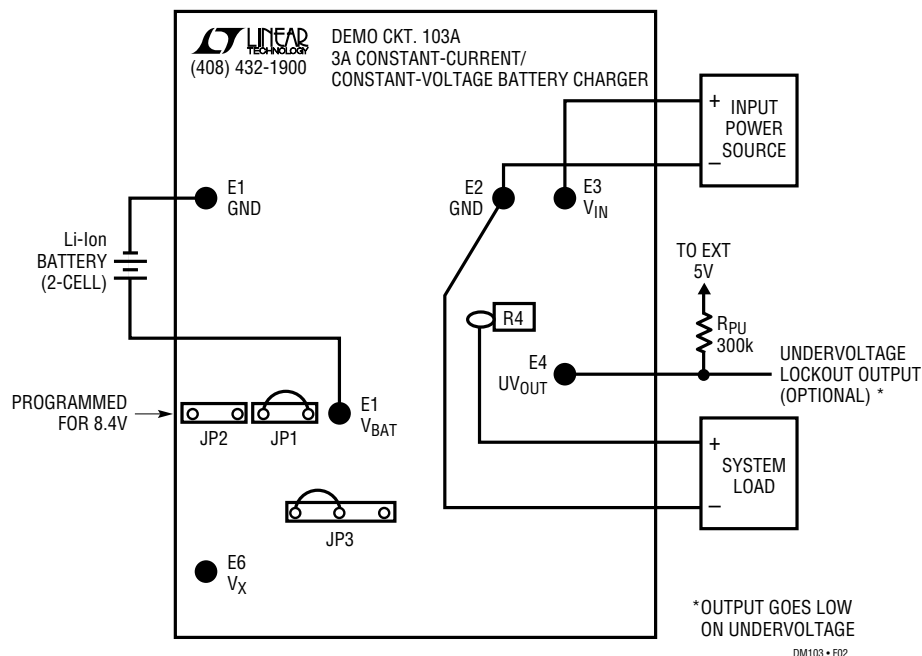 LINEAR
TECHNOLOGY
(408) 432-1900
DEMO CKT. 103A
3A CONSTANT-CURRENT/
CONSTANT-VOLTAGE BATTERY CHARGER
+
INPUT
POWER
SOURCE
–
E1
GND
E2
GND
E3
VIN
Li-Ion
BATTERY
(2-CELL)
TO EXT
5V
R4
RPU
300k
E4
UVOUT
UNDERVOLTAGE
LOCKOUT OUTPUT
(OPTIONAL) *
PROGRAMMED
FOR 8.4V
JP2
JP1
E1
VBAT
+
SYSTEM
LOAD
–
JP3
E6
VX
*OUTPUT GOES LOW
ON UNDERVOLTAGE
DM103 • F02